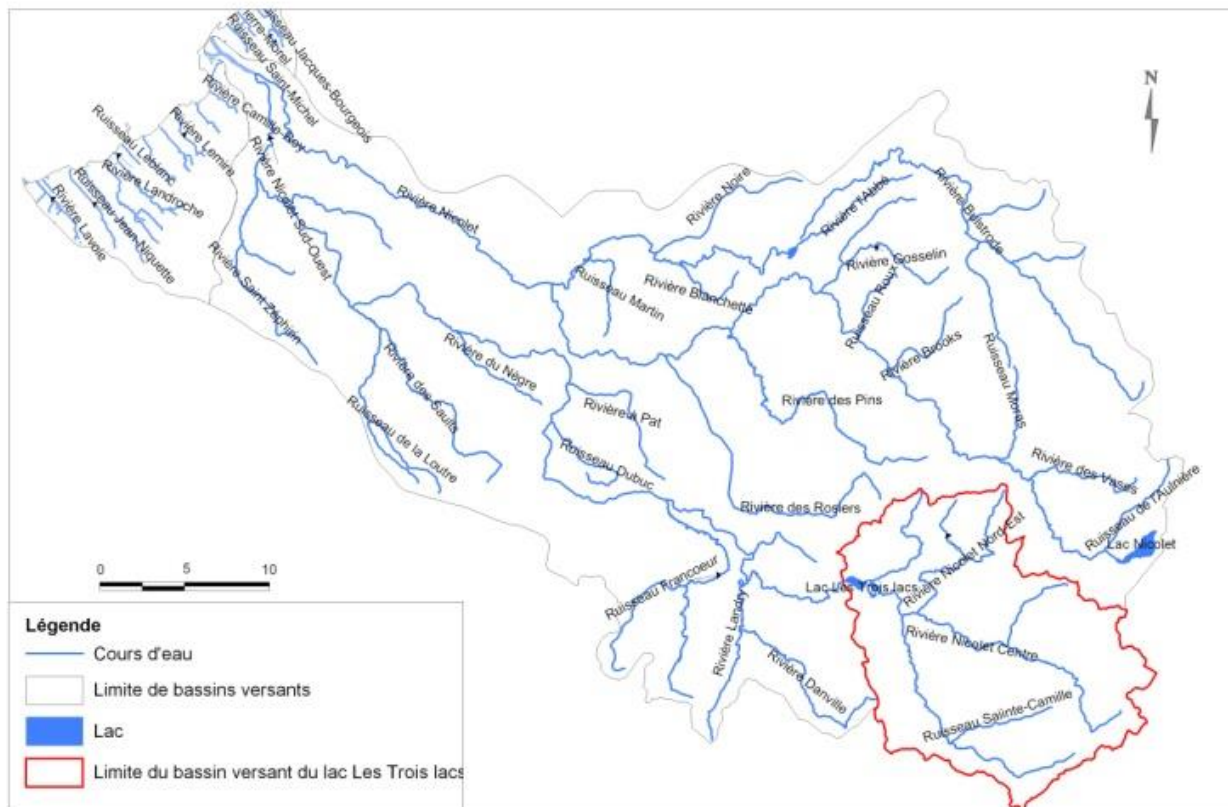 Ruisseau Jacques-Bourgeois
Ruisseau Saint-Michel
Rivière Camille-Roy
Rivière Lemire
Ruisseau Leblanc
Rivière Landroche
Ruisseau Jean-Niquette
Rivière Lavoie
Rivière Nicolet Sud-Ouest
Rivière Saint-Zéphirin
Rivière Nicolet
Rivière Noire
Rivière l'Abbé
Rivière Bulstrode
N
Rivière Gosselin
Ruisseau Roux
Ruisseau Martin
Rivière Blanchette
Rivière Brooks
Ruisseau Moras
Rivière du Nègre
Rivière des Saults
Ruisseau de la Loutre
Rivière À Pat
Rivière des Pins
Ruisseau Dubuc
Rivière des Rosiers
Rivière des Vases
Ruisseau de l'Aulnière
Lac Nicolet
Rivière Nicolet Nord-Est
Lac Les Trois lacs
Ruisseau Francoeur
Rivière Landry
Rivière Danville
Rivière Nicolet Centre
Ruisseau Saiinte-Camille
0 5 10
Légende
Cours d'eau
Limite de bassins versants
Lac
Limite du bassin versant du lac Les Trois lacs